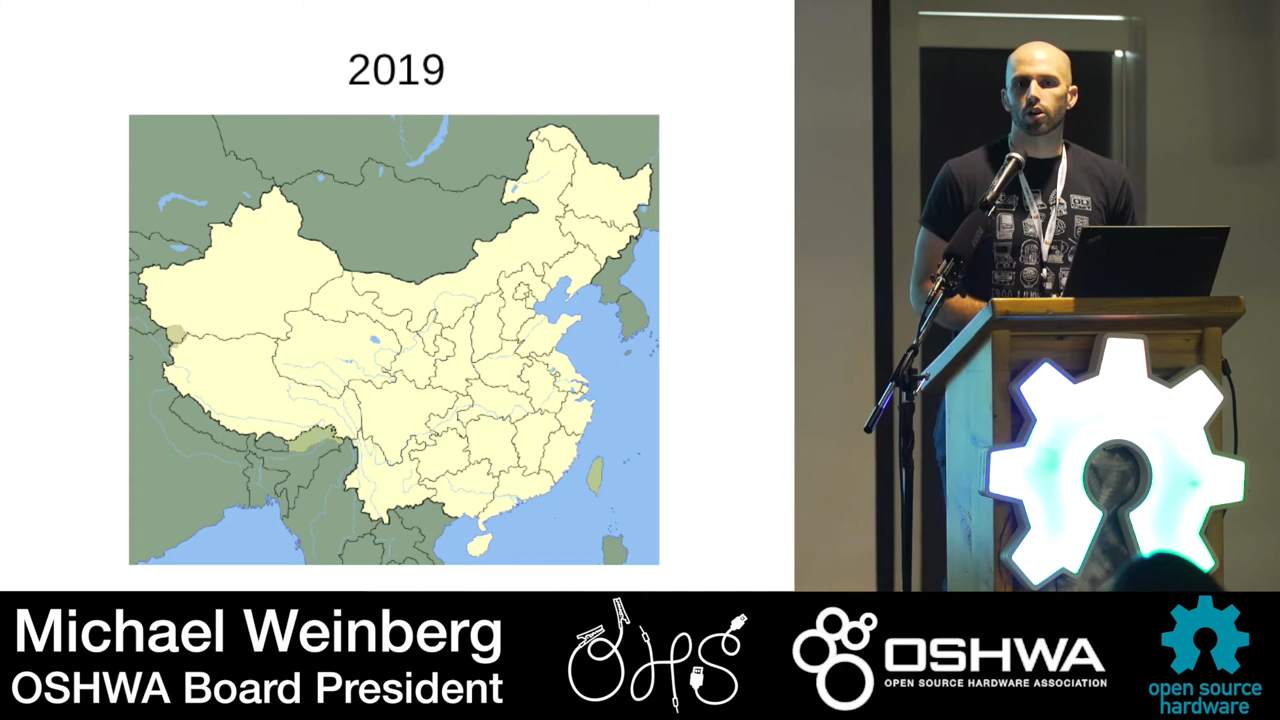 2019
Michael Weinberg
OSHWA Board President
OHS
OSHWA
OPEN SOURCE HARDWARE ASSOCIATION
open source
hardware